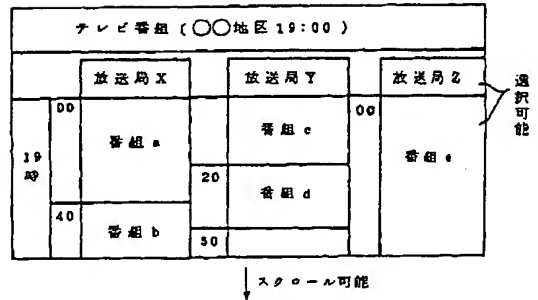 テレビ番組(〇〇地区19:00)
放送局X 放送局Y 放送局Z
選択可能
19時
00 番組a 番組c 00 番組e
20 番組d
40 番組b
50
スクロール可能